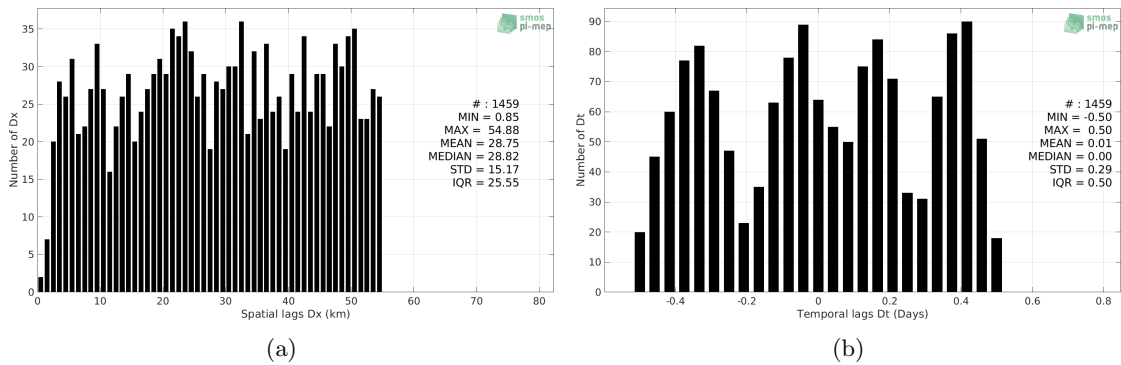 35
30
25
20
15
10
5
0
Number of Dx
0 10 20 30 40 50 60 70 80
Spatial lags Dx (km)
smos
pi-mep
# : 1459
MIN = 0.85
MAX = 54.88
MEAN = 28.75
MEDIAN = 28.82
STD = 15.17
IQR = 25.55
(a)
90
80
70
60
50
40
30
20
10
0
Number of Dt
-0.4 -0.2 0 0.2 0.4 0.6 0.8
Temporal lags Dt (Days)
smos
pi-mep
# : 1459
MIN = -0.50
MAX = 0.50
MEAN = 0.01
MEDIAN = 0.00
STD = 0.29
IQR = 0.50
(b)